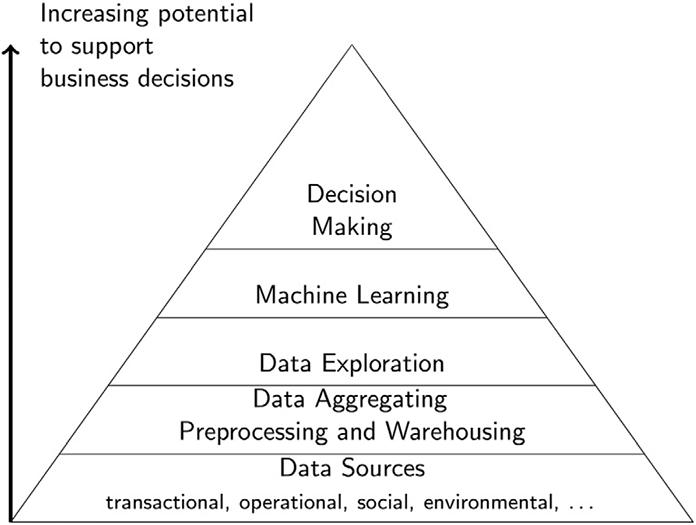 Increasing potential
to support
business decisions
Decision
Making
Machine Learning
Data Exploration
Data Aggregating
Preprocessing and Warehousing
Data Sources
transactional, operational, social, environmental, ...